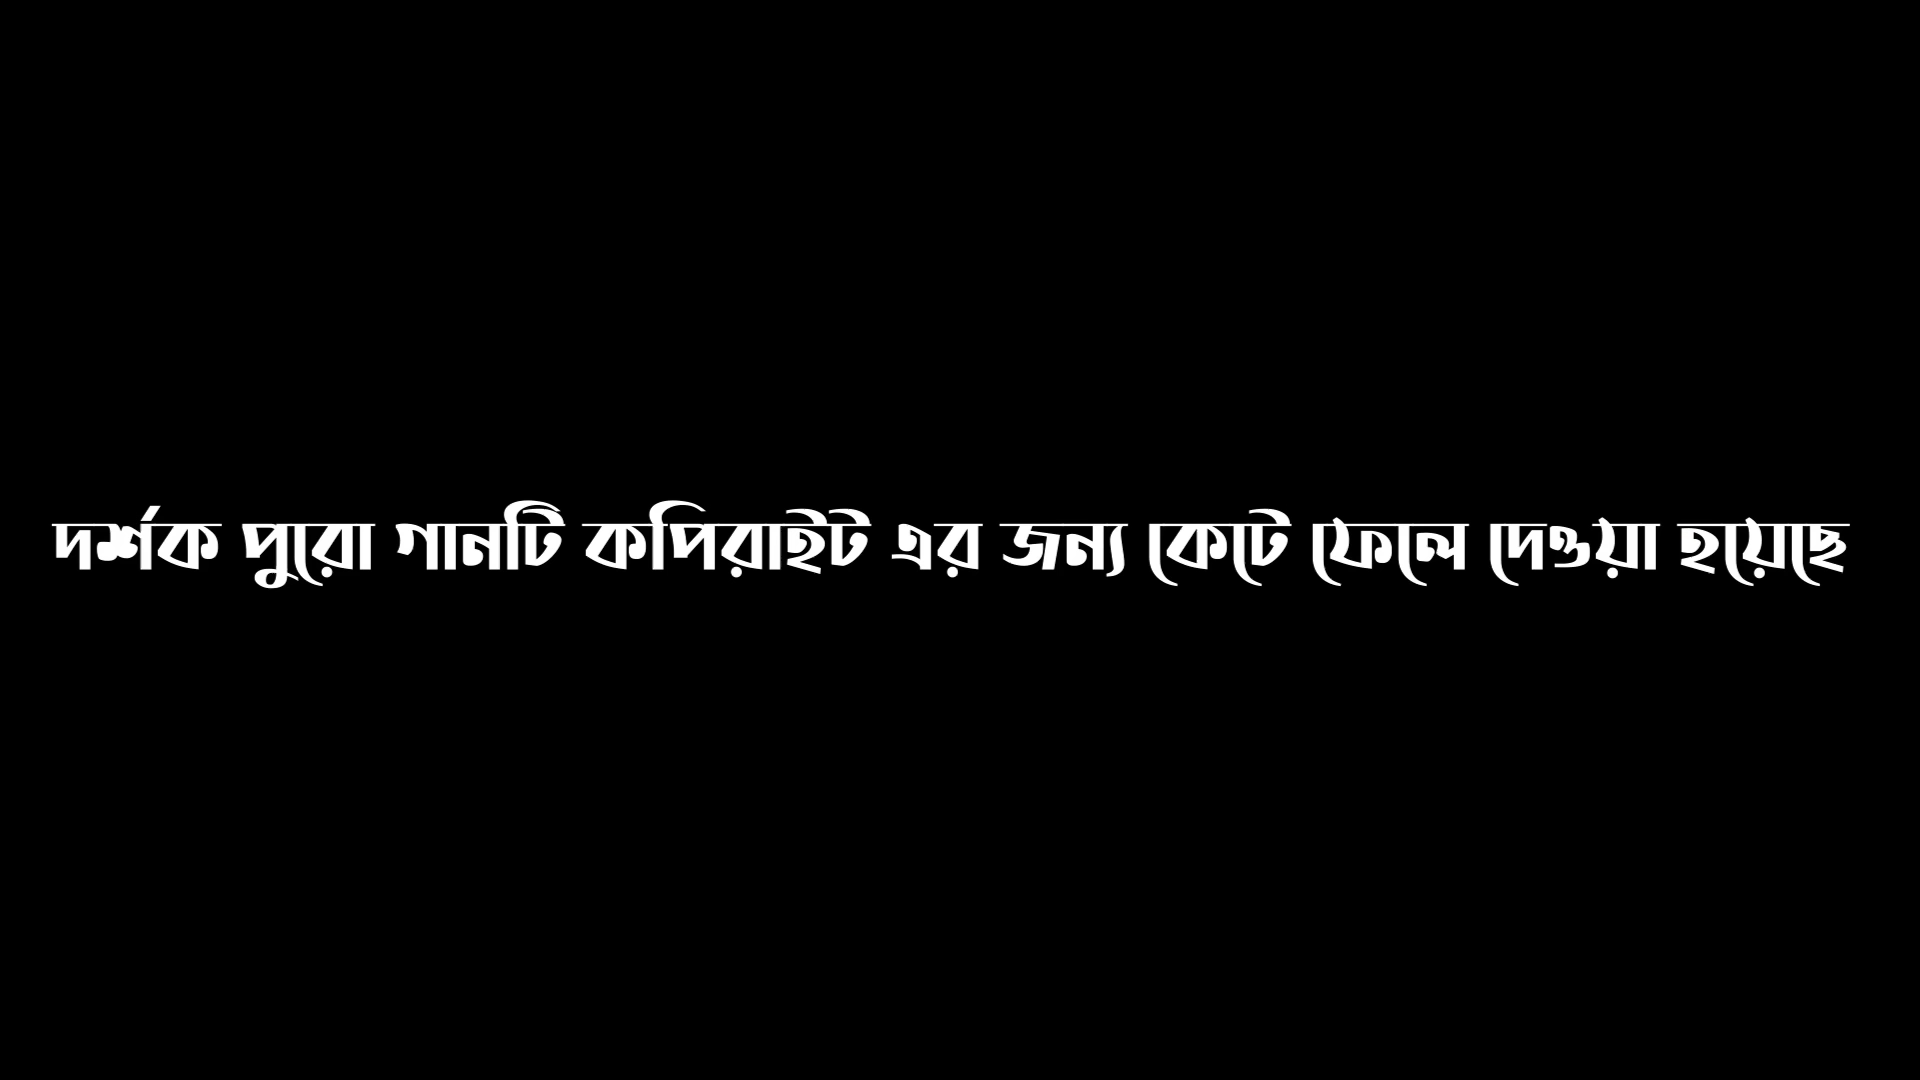 দর্শক পুরো গানটি কপিরাইট এর জন্য কেটে ফেলে দেওয়া হয়েছে